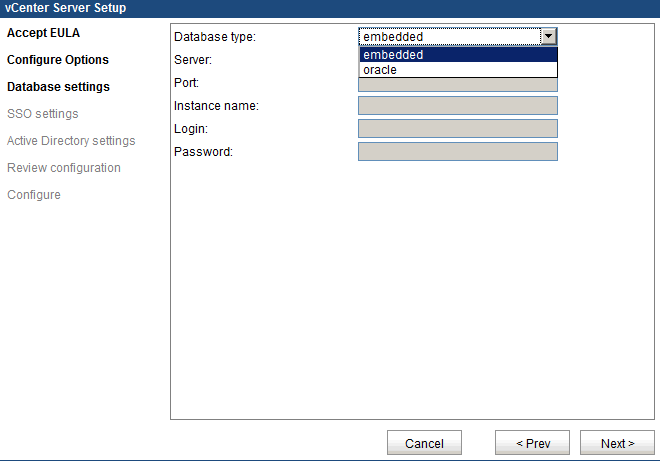 vCenter Server Setup
Accept EULA
Configure Options
Database settings
SSO settings
Active Directory settings
Review configuration
Configure
Database type:
embedded
embedded
oracle
Server:
Port:
Instance name:
Login:
Password:
Cancel
< Prev
Next >